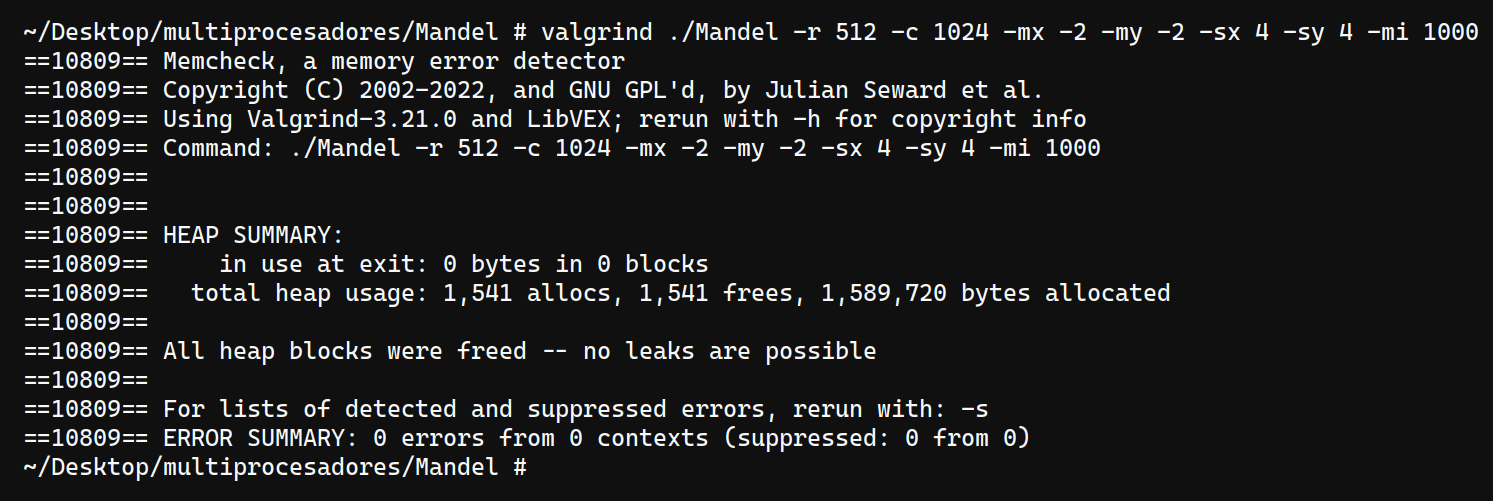 ~/Desktop/multiprocesadores/Mandel # valgrind ./Mandel -r 512 -c 1024 -mx -2 -my -2 -sx 4 -sy 4 -mi 1000
==10809== Memcheck, a memory error detector
==10809== Copyright (C) 2002-2022, and GNU GPL'd, by Julian Seward et al.
==10809== Using Valgrind-3.21.0 and LibVEX; rerun with -h for copyright info
==10809== Command: ./Mandel -r 512 -c 1024 -mx -2 -my -2 -sx 4 -sy 4 -mi 1000
==10809==
==10809==
==10809== HEAP SUMMARY:
==10809==     in use at exit: 0 bytes in 0 blocks
==10809==   total heap usage: 1,541 allocs, 1,541 frees, 1,589,720 bytes allocated
==10809==
==10809== All heap blocks were freed -- no leaks are possible
==10809==
==10809== For lists of detected and suppressed errors, rerun with: -s
==10809== ERROR SUMMARY: 0 errors from 0 contexts (suppressed: 0 from 0)
~/Desktop/multiprocesadores/Mandel #